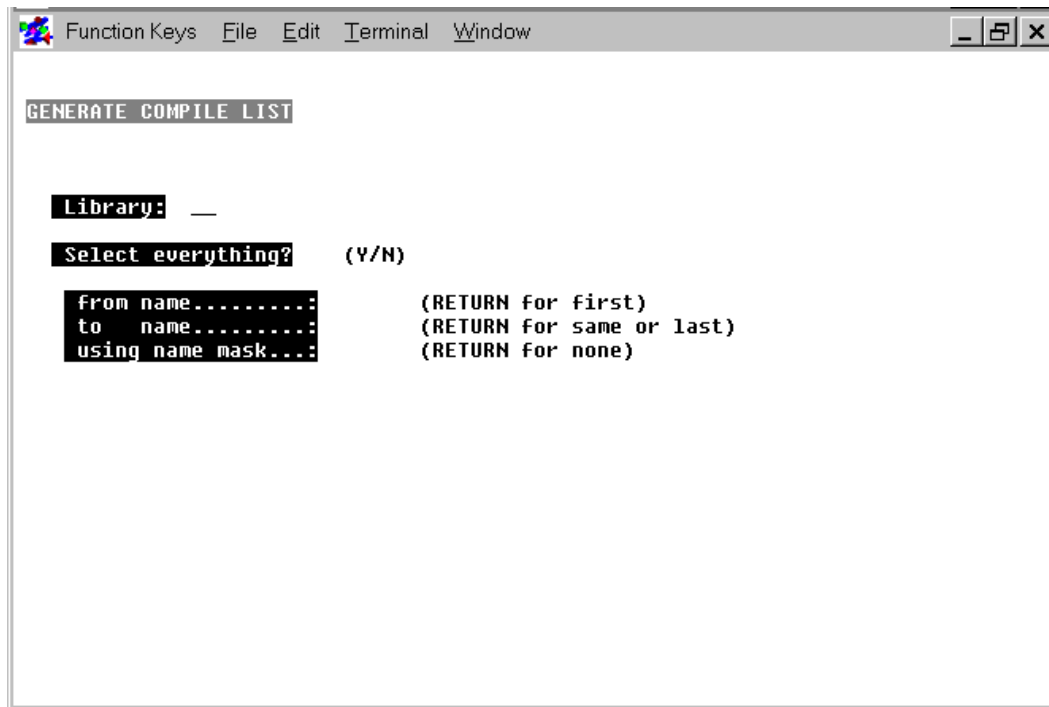 Function Keys File Edit Terminal Window
GENERATE COMPILE LIST
Library: __
Select everything? (Y/N)
from name.........: (RETURN for first)
to name.........: (RETURN for same or last)
using name mask...: (RETURN for none)